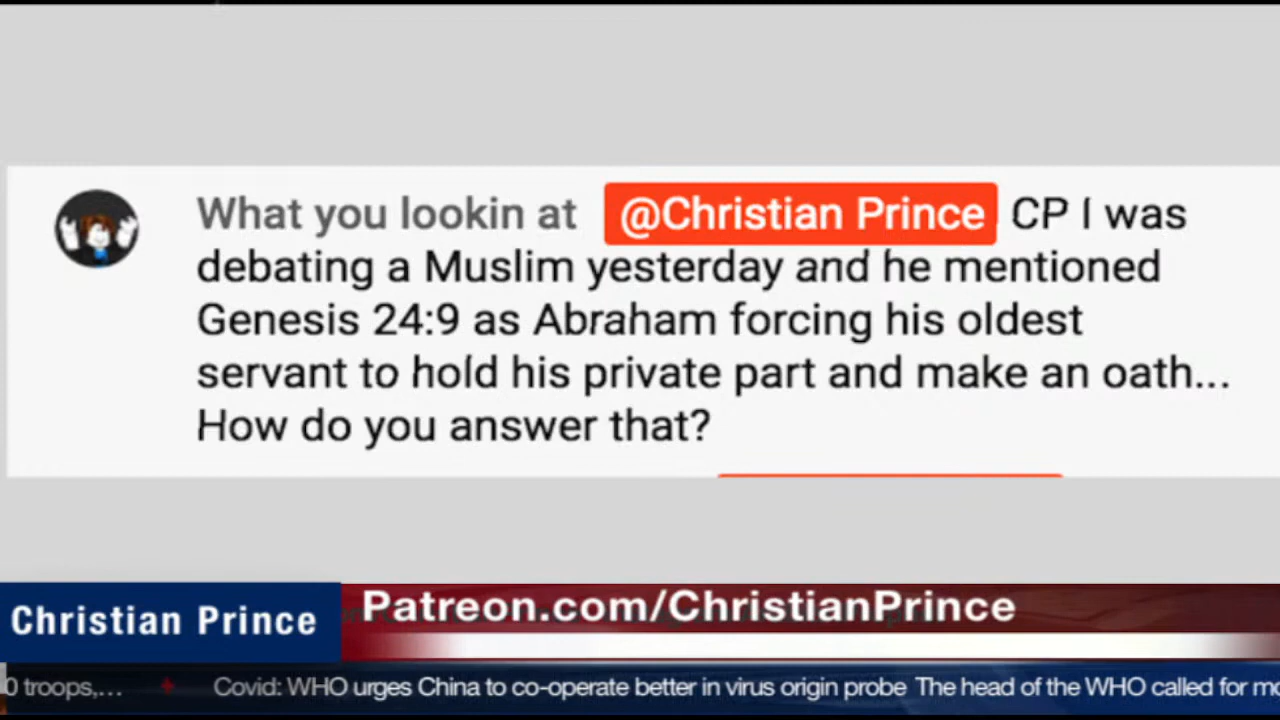 What you lookin at @Christian Prince CP I was
debating a Muslim yesterday and he mentioned
Genesis 24:9 as Abraham forcing his oldest
servant to hold his private part and make an oath...
How do you answer that?
Christian Prince
Patreon.com/ChristianPrince
0 troops,... Covid: WHO urges China to co-operate better in virus origin probe The head of the WHO called for mo